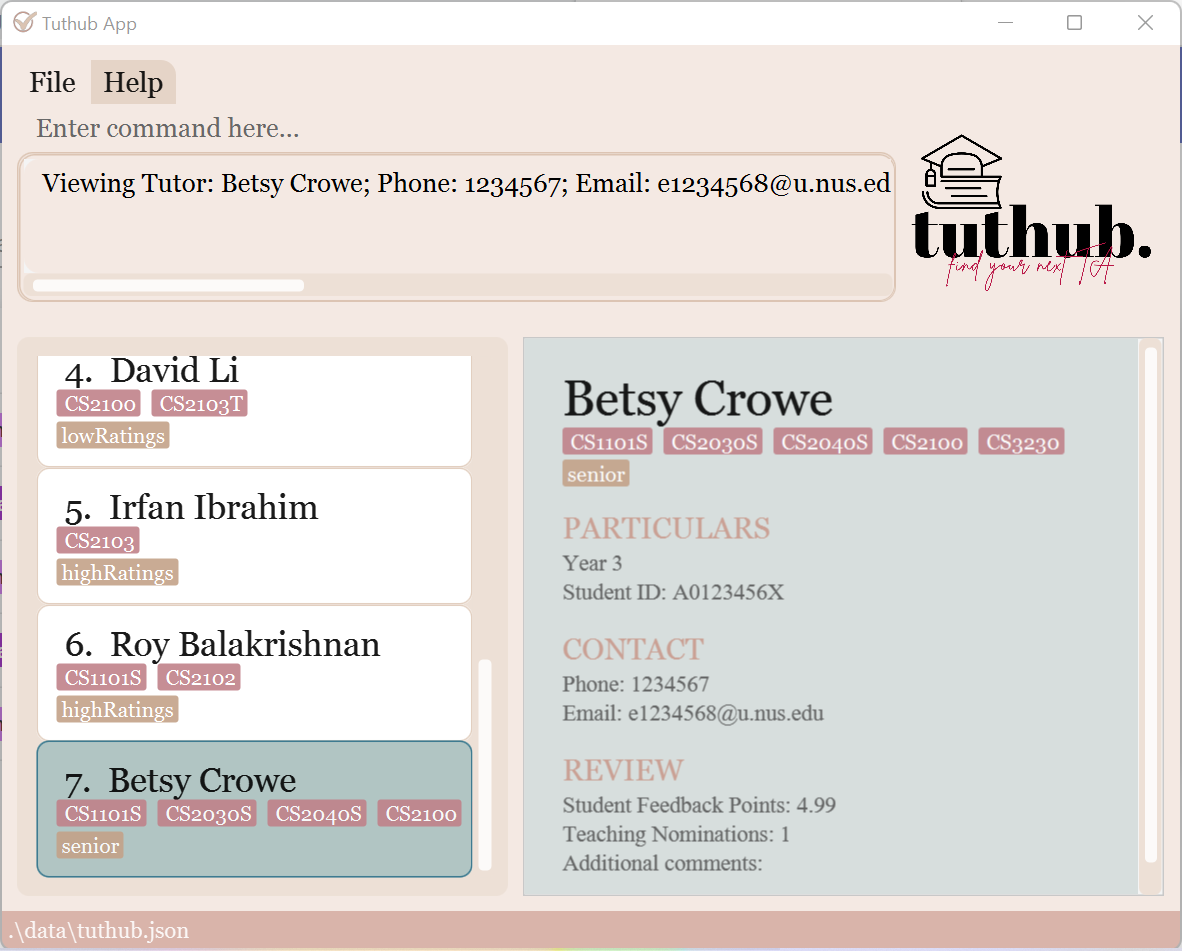 Tuthub App
File Help
Enter command here...
Viewing Tutor: Betsy Crowe; Phone: 1234567; Email: e1234568@u.nus.ed
tuthub.
find your next TA
4. David Li
CS2100 CS2103T
lowRatings
5. Irfan Ibrahim
CS2103
highRatings
6. Roy Balakrishnan
CS1101S CS2102
highRatings
7. Betsy Crowe
CS1101S CS2030S CS2040S CS2100
senior
Betsy Crowe
CS1101S CS2030S CS2040S CS2100 CS3230
senior
PARTICULARS
Year 3
Student ID: A0123456X
CONTACT
Phone: 1234567
Email: e1234568@u.nus.edu
REVIEW
Student Feedback Points: 4.99
Teaching Nominations: 1
Additional comments:
.\data\tuthub.json